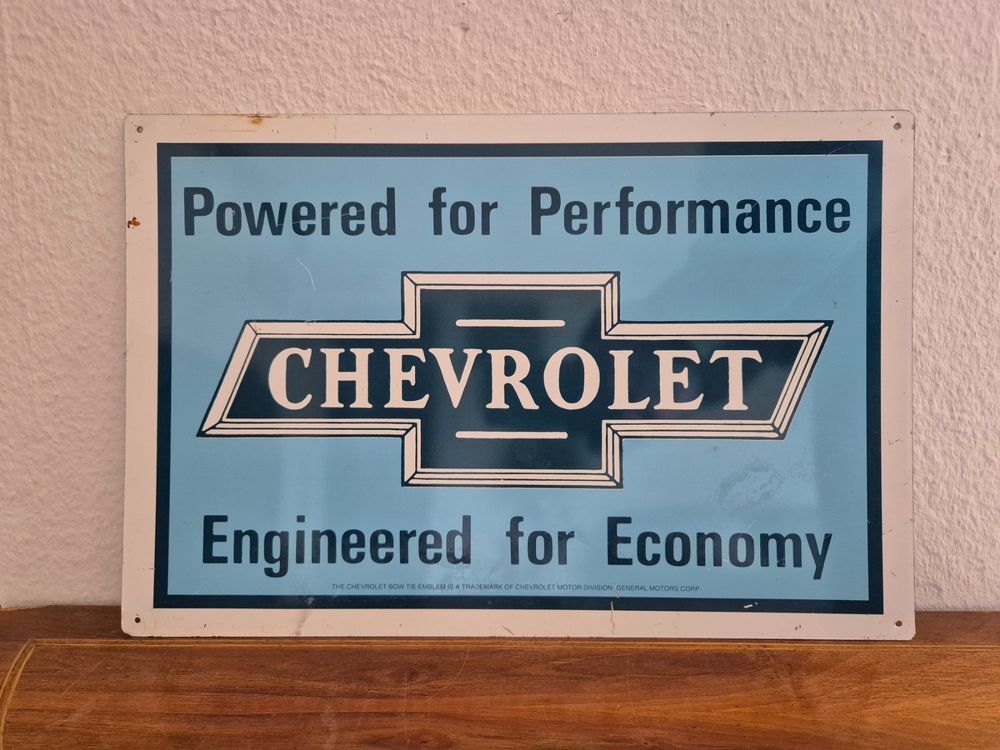 Powered for Performance
CHEVROLET
Engineered for Economy
THE CHEVROLET BOW TIE EMBLEM IS A TRADEMARK OF CHEVROLET MOTOR DIVISION, GENERAL MOTORS CORP.